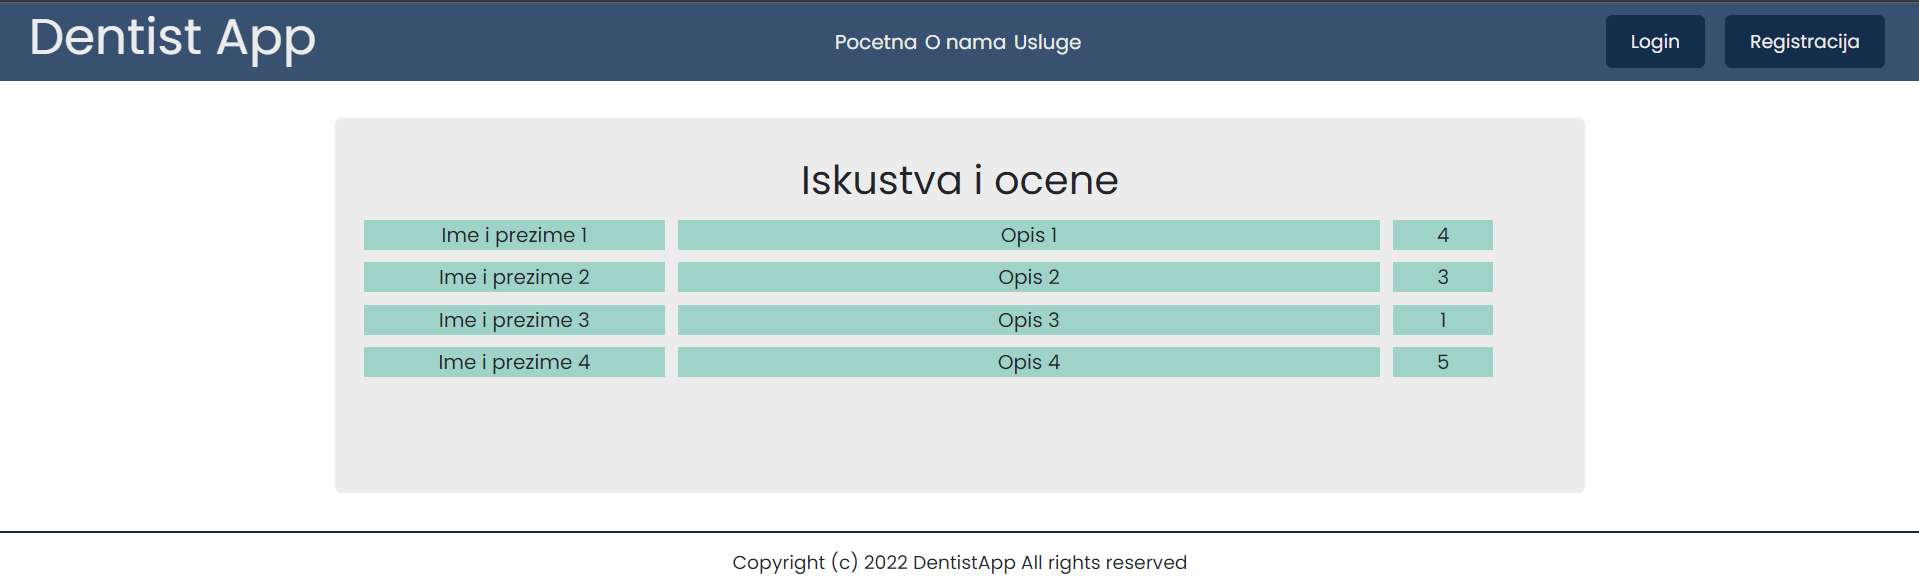 Dentist App
Pocetna O nama Usluge
Login
Registracija
Iskustva i ocene
Ime i prezime 1 Opis 1 4
Ime i prezime 2 Opis 2 3
Ime i prezime 3 Opis 3 1
Ime i prezime 4 Opis 4 5
Copyright (c) 2022 DentistApp All rights reserved